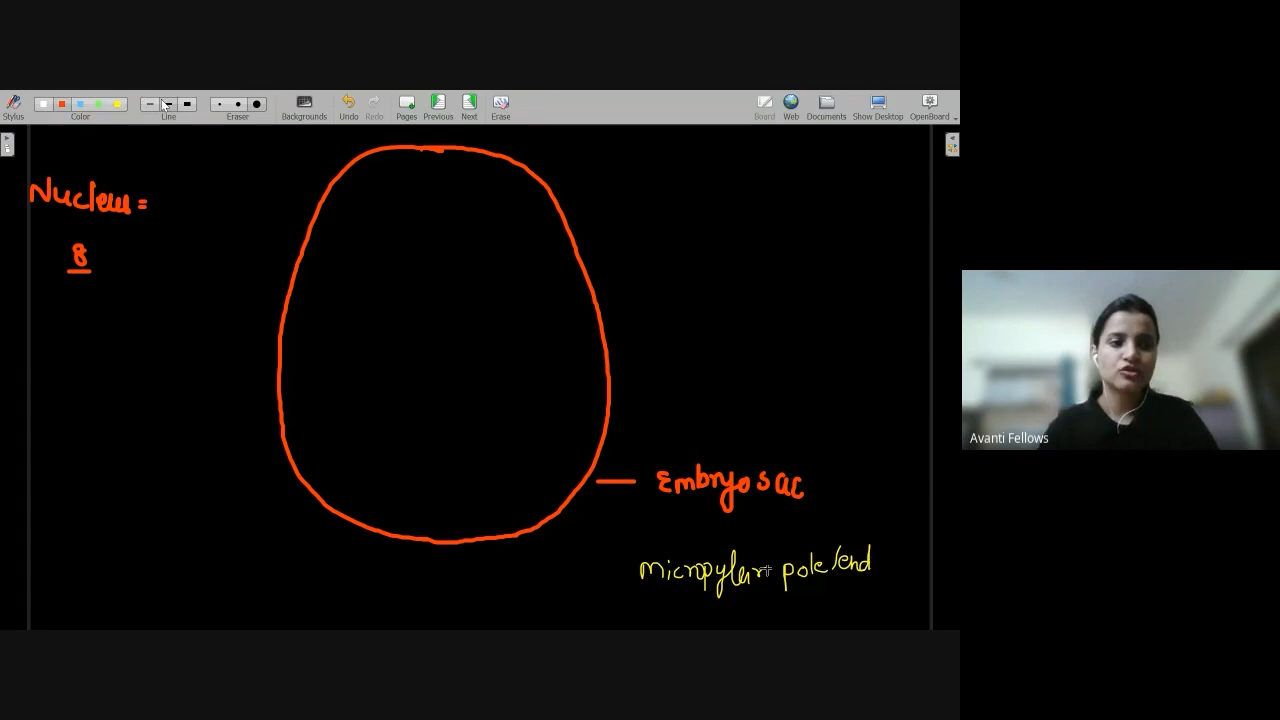 Stylus
Color
Line
Eraser
Backgrounds
Undo
Redo
Pages
Previous
Next
Erase
Board
Web
Documents
Show Desktop
OpenBoard
Nucleus =
8
Embryo sac
micropylar pole/end
Avanti Fellows